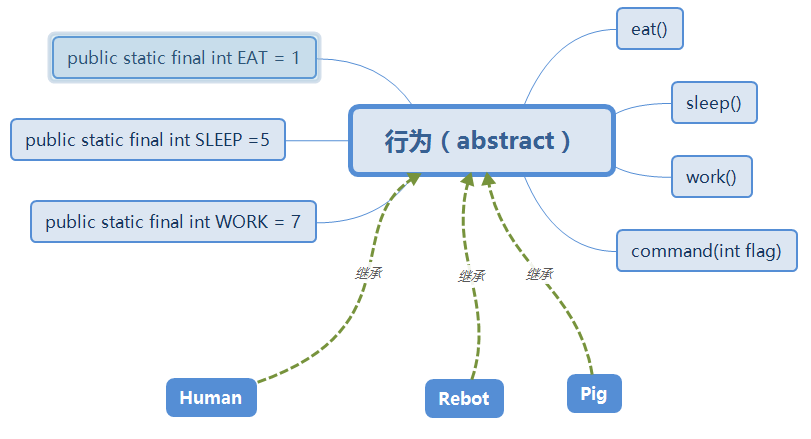 public static final int EAT = 1
public static final int SLEEP =5
public static final int WORK = 7
行为（abstract）
eat()
sleep()
work()
command(int flag)
继承
继承
继承
Human
Rebot
Pig